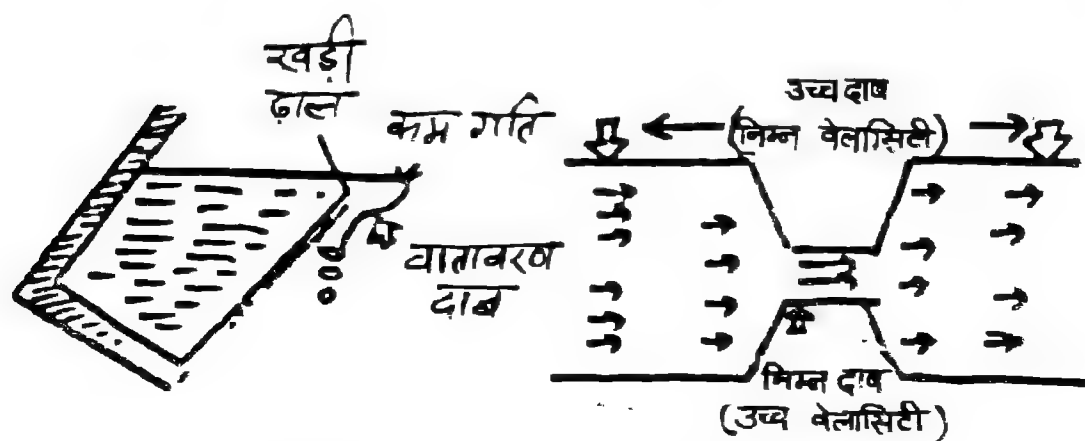 खड़ी
ढ़ाल
कम गति
वातावरण
दाब
उच्च दाब
(निम्न वेलासिटी)
निम्न दाब
(उच्च वेलासिटी)